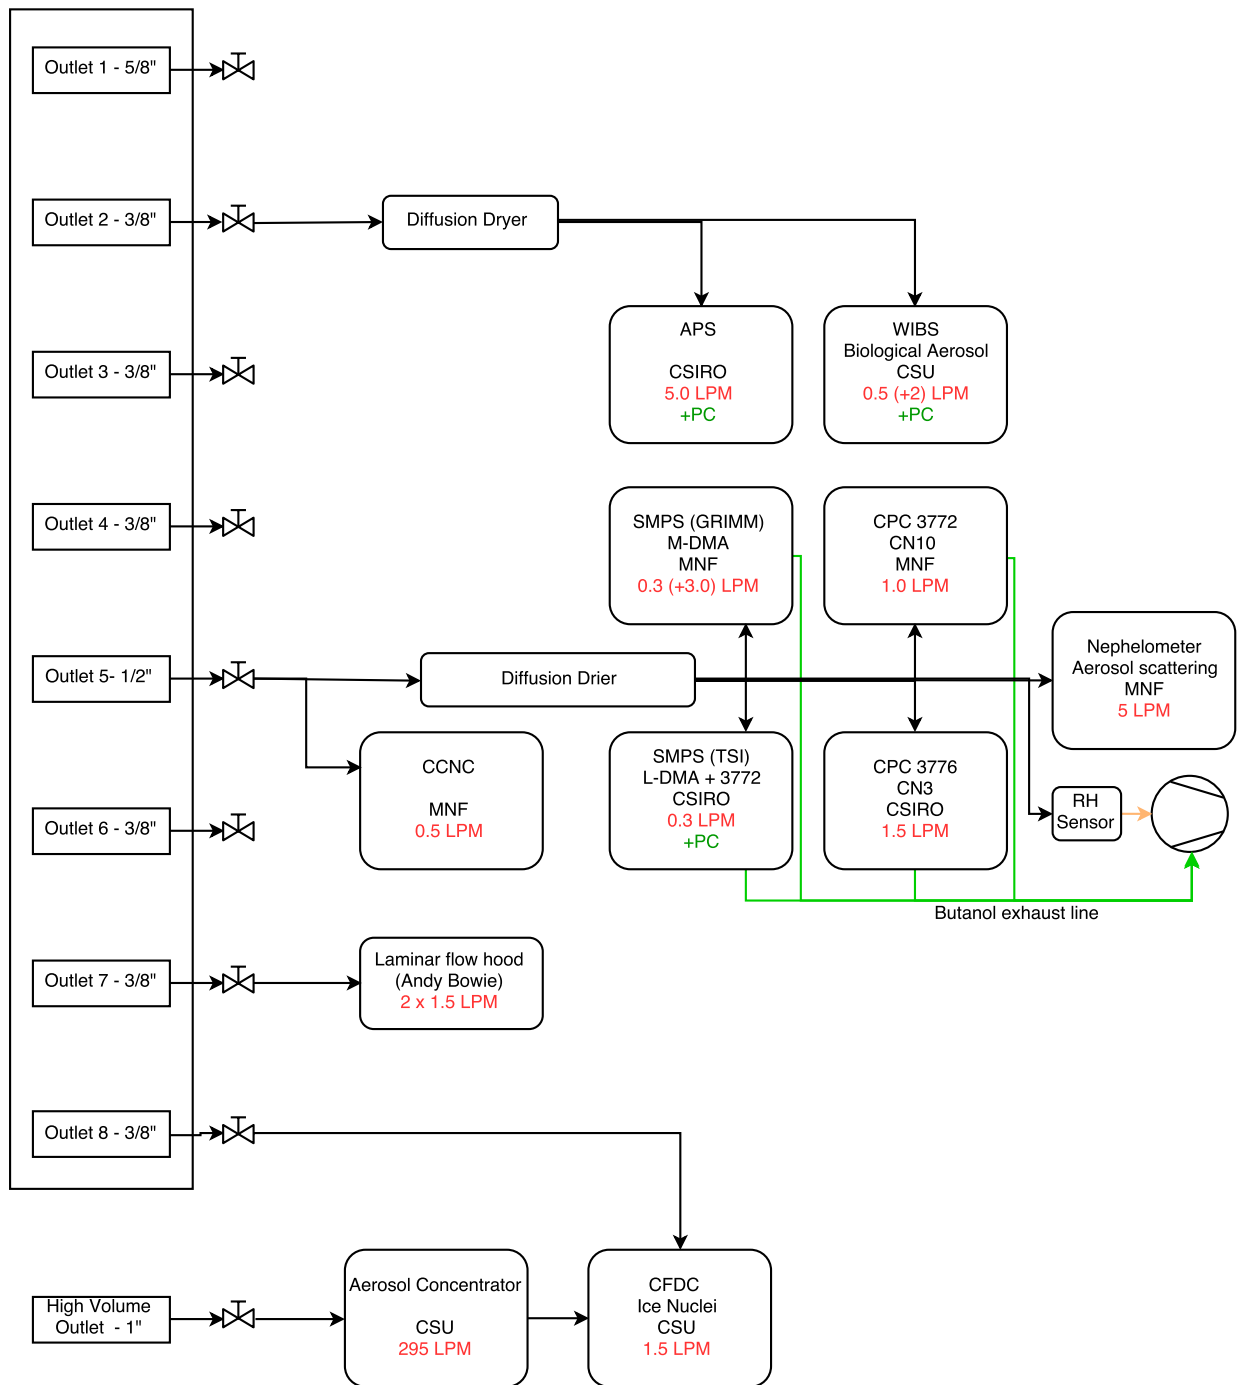 Outlet 1 - 5/8"
Outlet 2 - 3/8"
Diffusion Dryer
Outlet 3 - 3/8"
APS
CSIRO
5.0 LPM
+PC
WIBS
Biological Aerosol
CSU
0.5 (+2) LPM
+PC
Outlet 4 - 3/8"
SMPS (GRIMM)
M-DMA
MNF
0.3 (+3.0) LPM
CPC 3772
CN10
MNF
1.0 LPM
Outlet 5- 1/2"
Diffusion Drier
Nephelometer
Aerosol scattering
MNF
5 LPM
CCNC
MNF
0.5 LPM
SMPS (TSI)
L-DMA + 3772
CSIRO
0.3 LPM
+PC
CPC 3776
CN3
CSIRO
1.5 LPM
RH
Sensor
Outlet 6 - 3/8"
Butanol exhaust line
Outlet 7 - 3/8"
Laminar flow hood
(Andy Bowie)
2 x 1.5 LPM
Outlet 8 - 3/8"
High Volume
Outlet  - 1"
Aerosol Concentrator
CSU
295 LPM
CFDC
Ice Nuclei
CSU
1.5 LPM